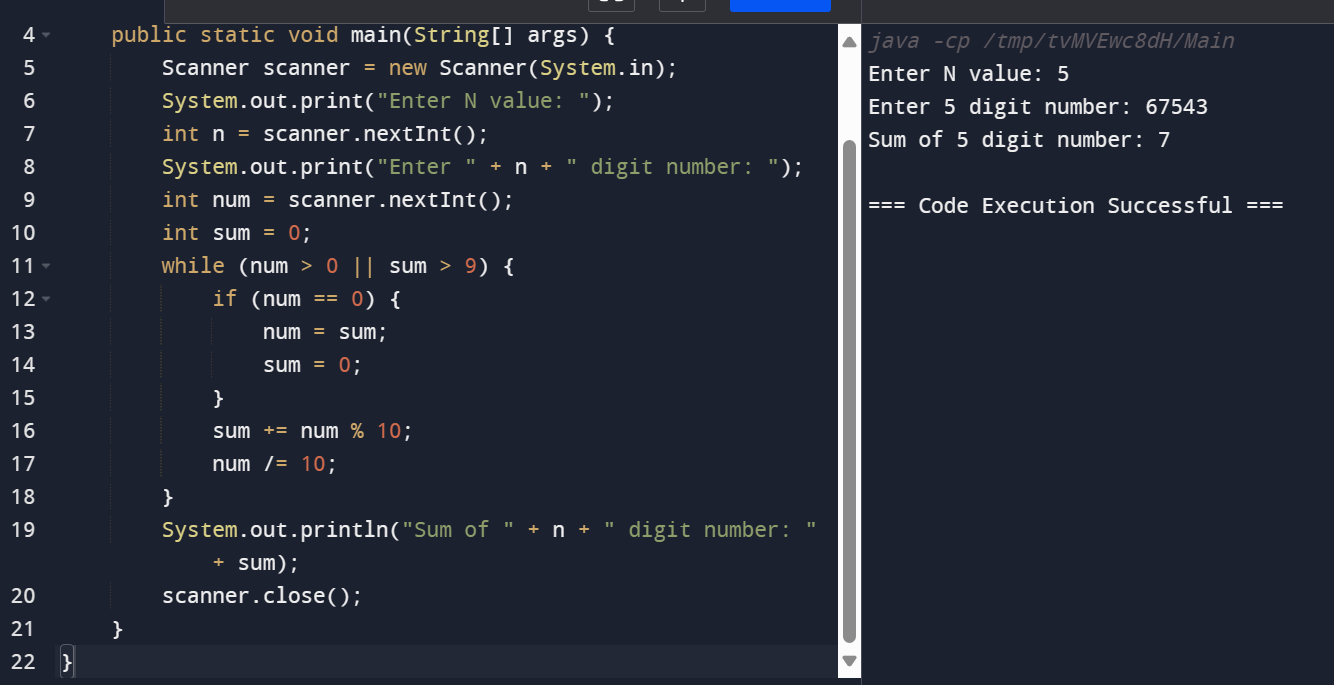 4 public static void main(String[] args) {
5 Scanner scanner = new Scanner(System.in);
6 System.out.print("Enter N value: ");
7 int n = scanner.nextInt();
8 System.out.print("Enter " + n + " digit number: ");
9 int num = scanner.nextInt();
10 int sum = 0;
11 while (num > 0 || sum > 9) {
12 if (num == 0) {
13 num = sum;
14 sum = 0;
15 }
16 sum += num % 10;
17 num /= 10;
18 }
19 System.out.println("Sum of " + n + " digit number: "
+ sum);
20 scanner.close();
21 }
22 }
java -cp /tmp/tvMVEwc8dH/Main
Enter N value: 5
Enter 5 digit number: 67543
Sum of 5 digit number: 7
=== Code Execution Successful ===